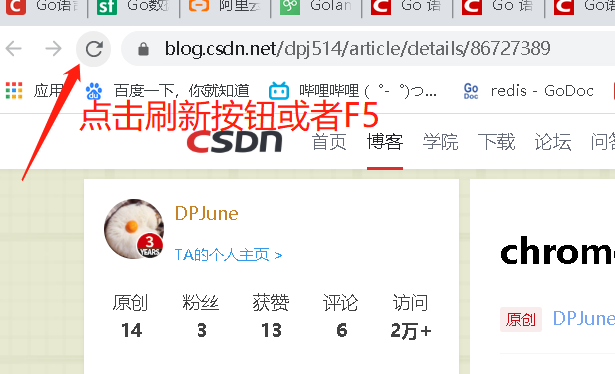 Go语言
Go数
阿里云
Golan
Go 语
Go 语
Go 语
blog.csdn.net/dpj514/article/details/86727389
应用
百度一下，你就知道
哔哩哔哩 ( ゜- ゜)つ...
Go DOC
redis - GoDoc
点击刷新按钮或者F5
CSDN
首页
博客
学院
下载
论坛
问答
DPJune
3 YEARS
TA的个人主页 >
原创 粉丝 获赞 评论 访问
14 3 13 6 2万+
chrome
原创 DPJune